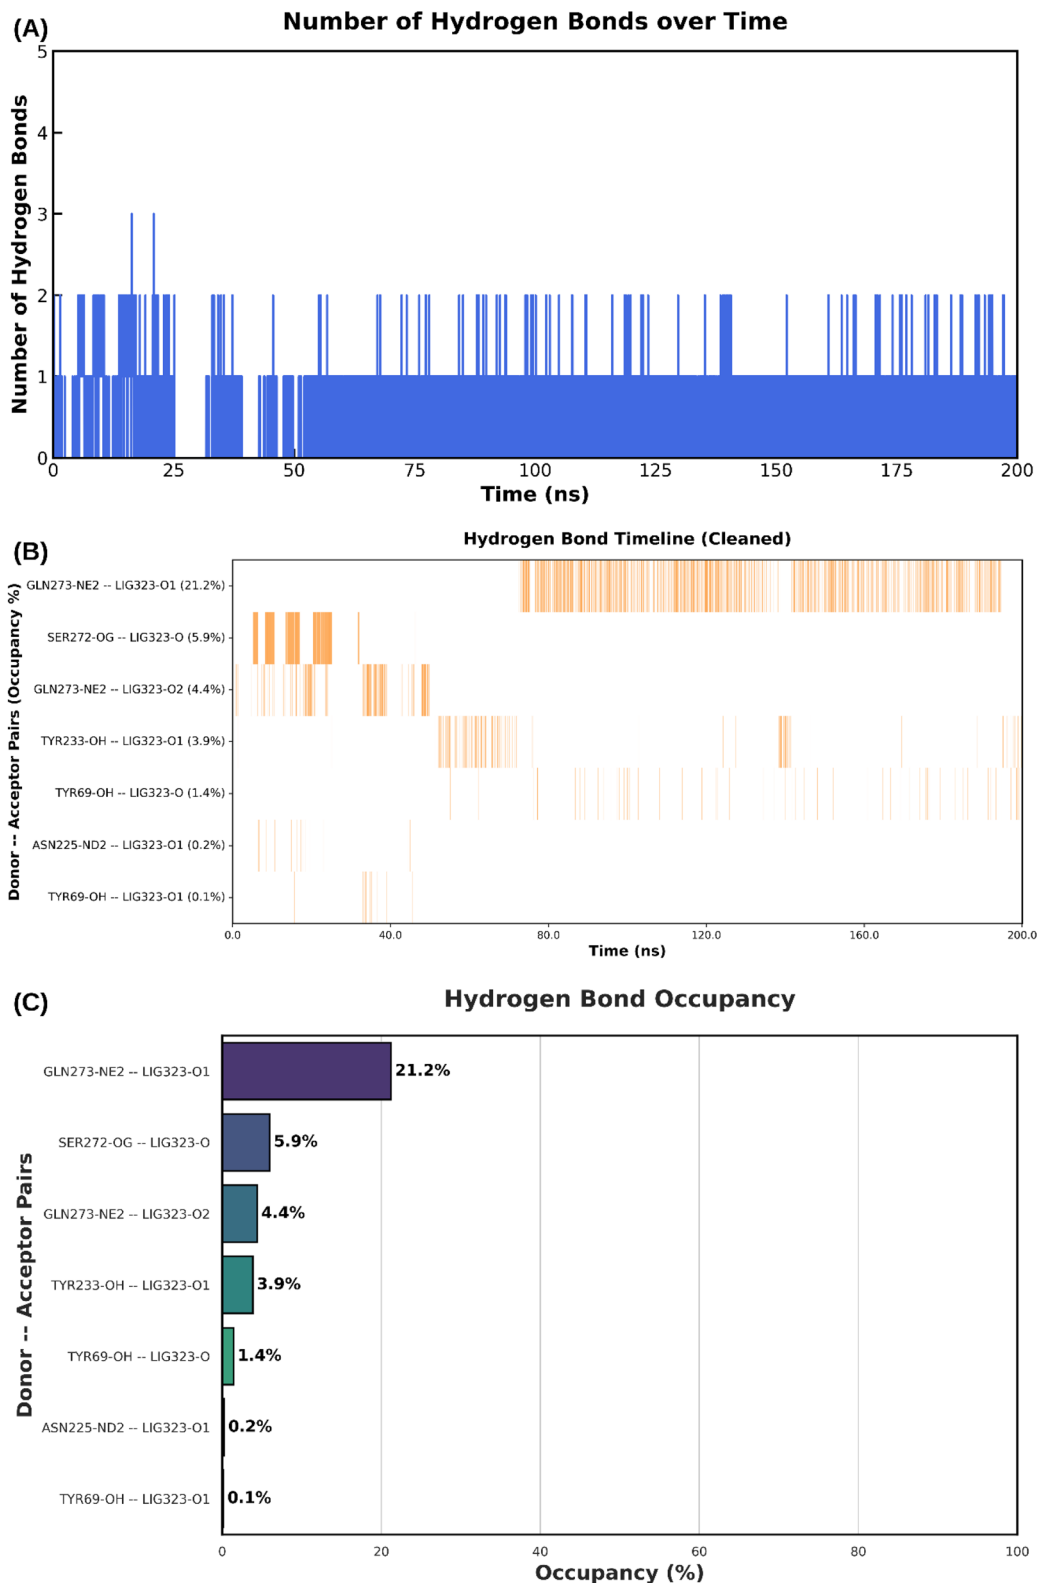 (A)
Number of Hydrogen Bonds over Time
Number of Hydrogen Bonds
5
4
3
2
1
0
0 25 50 75 100 125 150 175 200
Time (ns)
(B)
Hydrogen Bond Timeline (Cleaned)
Donor -- Acceptor Pairs (Occupancy %)
GLN273-NE2 -- LIG323-O1 (21.2%)
SER272-OG -- LIG323-O (5.9%)
GLN273-NE2 -- LIG323-O2 (4.4%)
TYR233-OH -- LIG323-O1 (3.9%)
TYR69-OH -- LIG323-O (1.4%)
ASN225-ND2 -- LIG323-O1 (0.2%)
TYR69-OH -- LIG323-O1 (0.1%)
0.0 40.0 80.0 120.0 160.0 200.0
Time (ns)
(C)
Hydrogen Bond Occupancy
Donor -- Acceptor Pairs
GLN273-NE2 -- LIG323-O1 21.2%
SER272-OG -- LIG323-O 5.9%
GLN273-NE2 -- LIG323-O2 4.4%
TYR233-OH -- LIG323-O1 3.9%
TYR69-OH -- LIG323-O 1.4%
ASN225-ND2 -- LIG323-O1 0.2%
TYR69-OH -- LIG323-O1 0.1%
0 20 40 60 80 100
Occupancy (%)